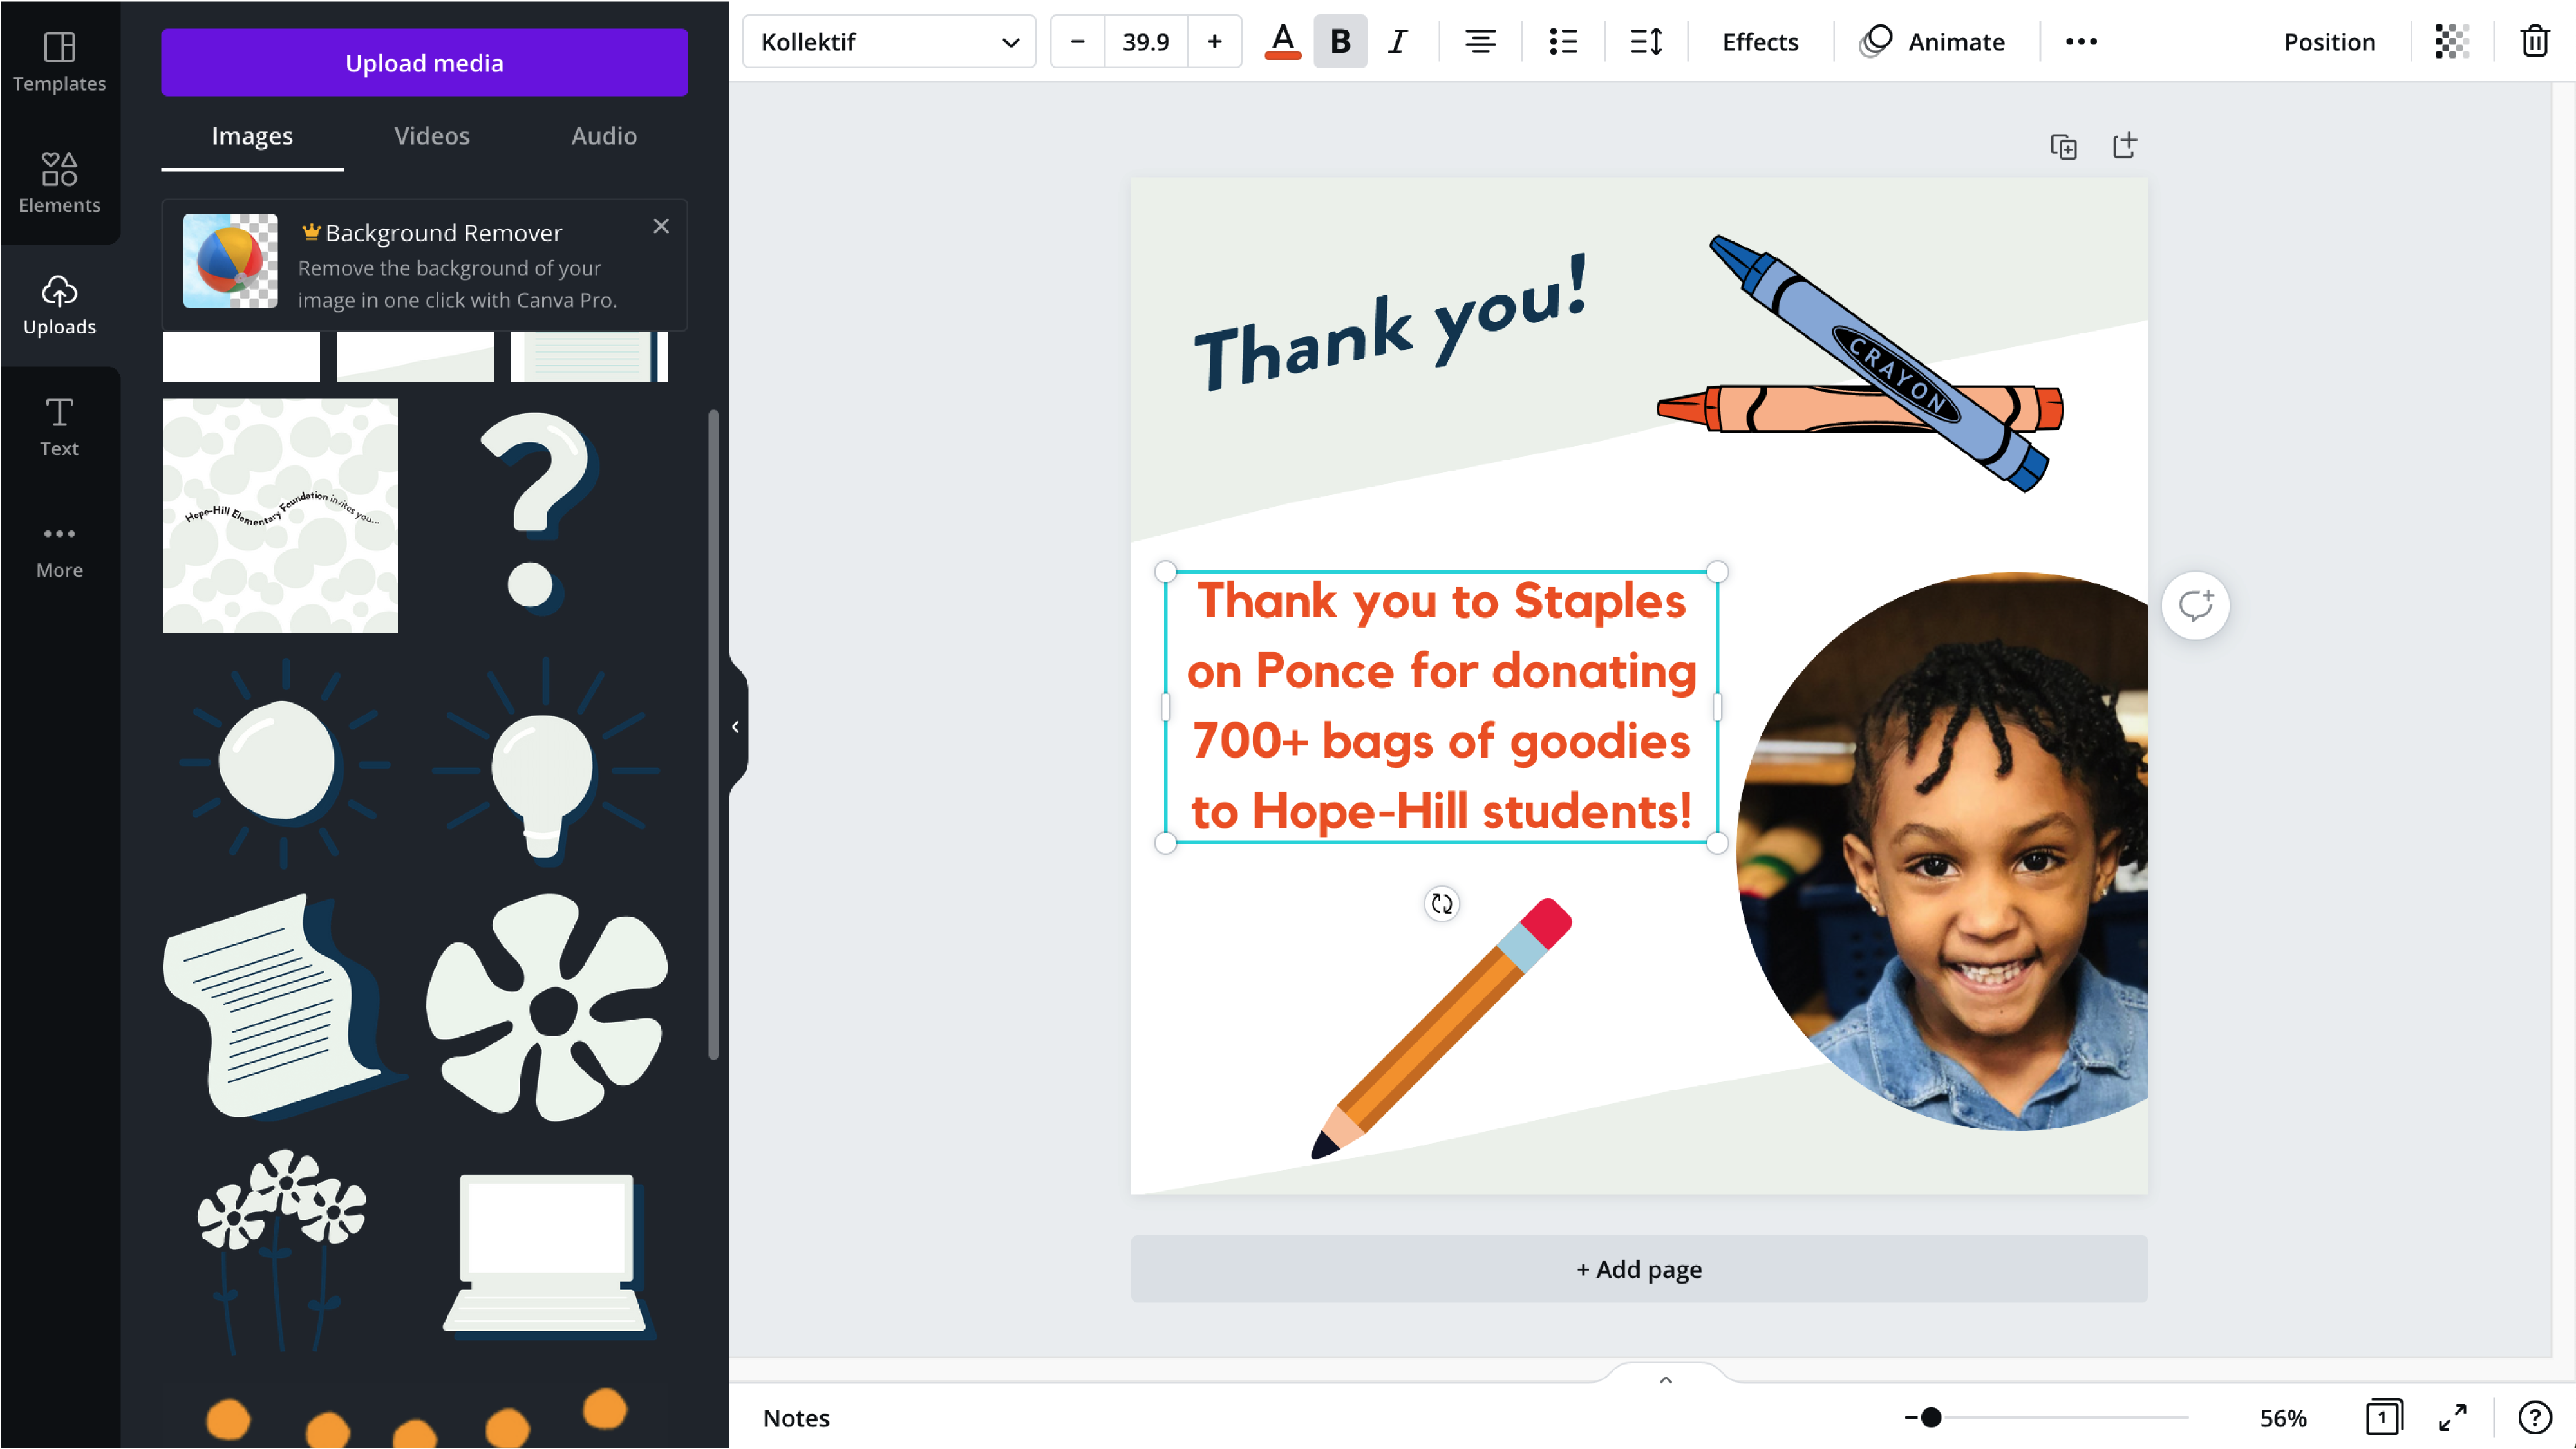 Templates
Elements
Uploads
Text
More
Upload media
Images
Videos
Audio
Background Remover
Remove the background of your
image in one click with Canva Pro.
Hope-Hill Elementary Foundation invites you...
Kollektif
39.9
A
B
I
Effects
Animate
Position
Thank you!
CRAYON
Thank you to Staples
on Ponce for donating
700+ bags of goodies
to Hope-Hill students!
+ Add page
Notes
56%
1
?